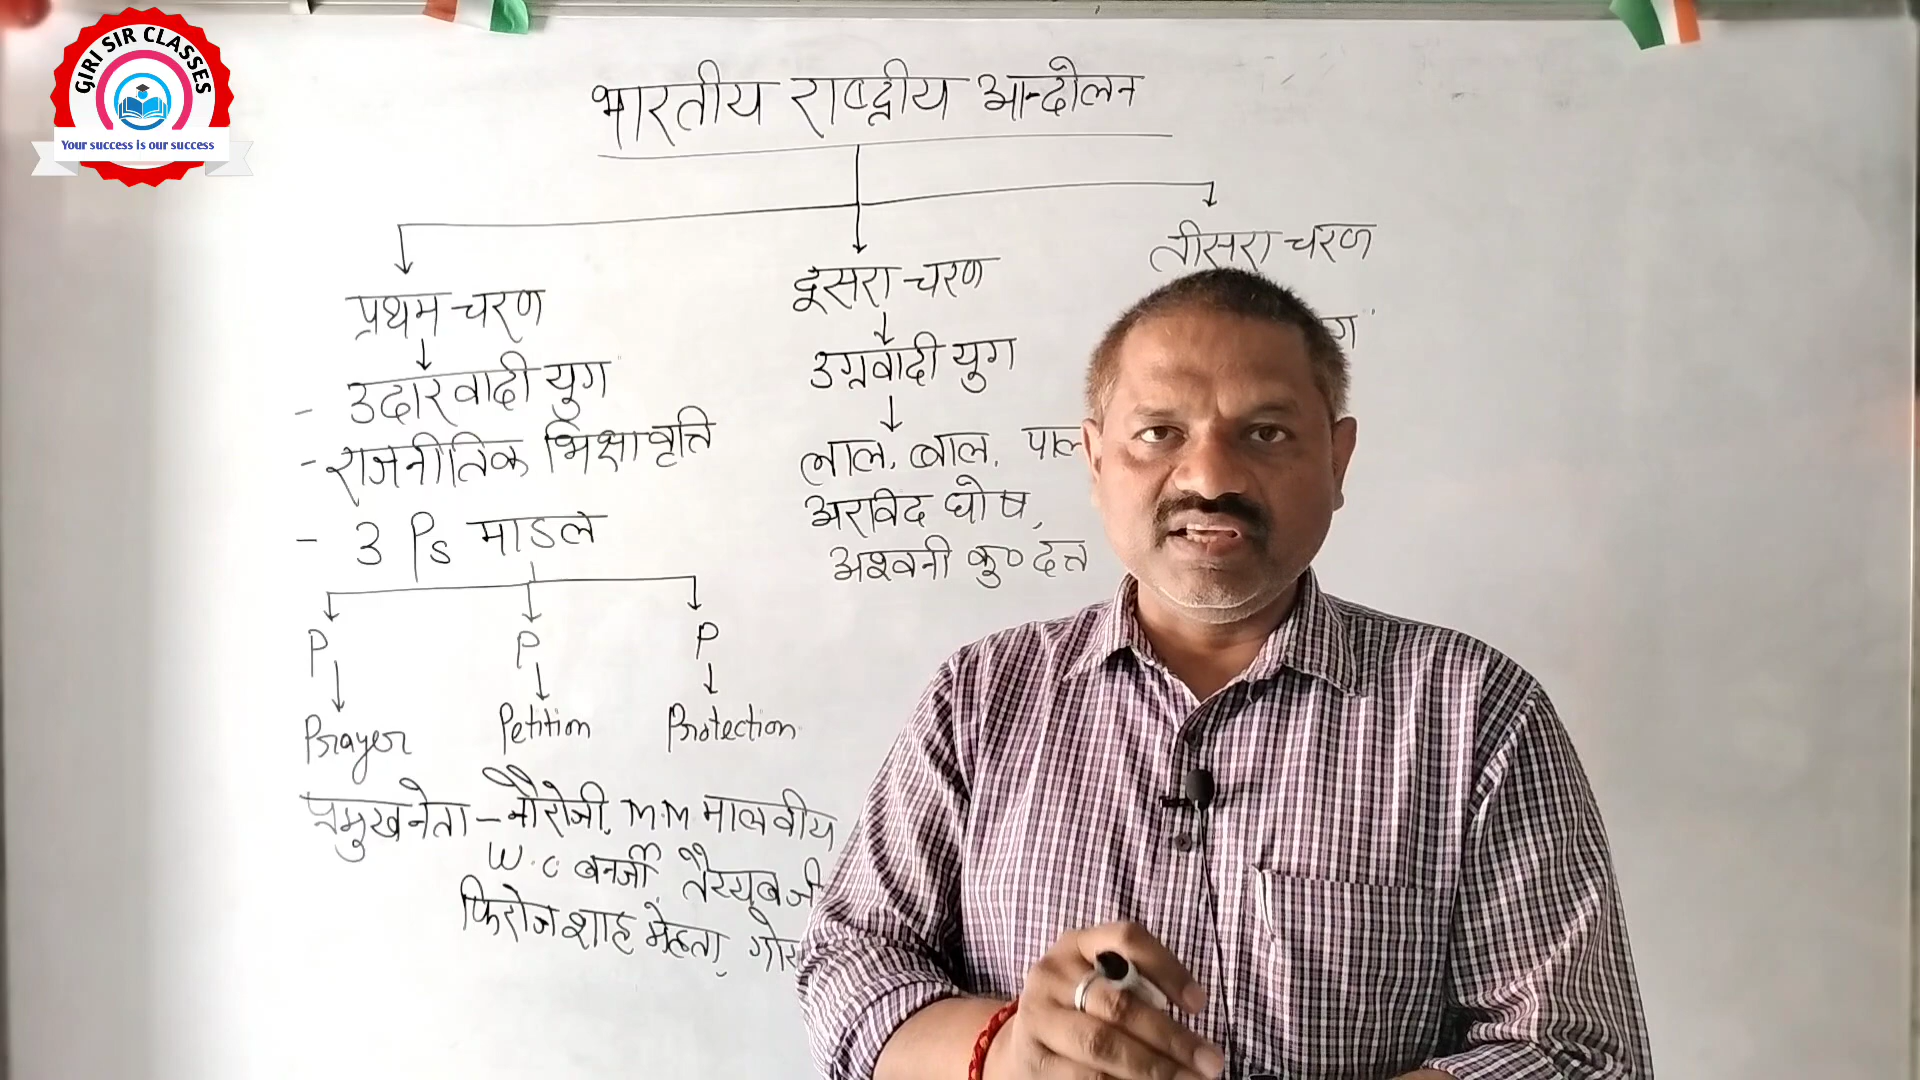 GIRI SIR CLASSES
Your success is our success
भारतीय राष्ट्रीय आन्दोलन
प्रथम चरण
दूसरा चरण
तीसरा चरण
- उदारवादी युग
उग्रवादी युग
- राजनीतिक भिक्षावृत्ति
लाल, बाल, पाल
अरविंद घोष,
अश्वनी कु० दत्त
- 3 Ps माडल
P P P
Prayer Petition Protection
प्रमुख नेता - नौरोजी, M.M मालवीय
W.C बनर्जी, तैय्यब जी
फिरोजशाह मेहता,